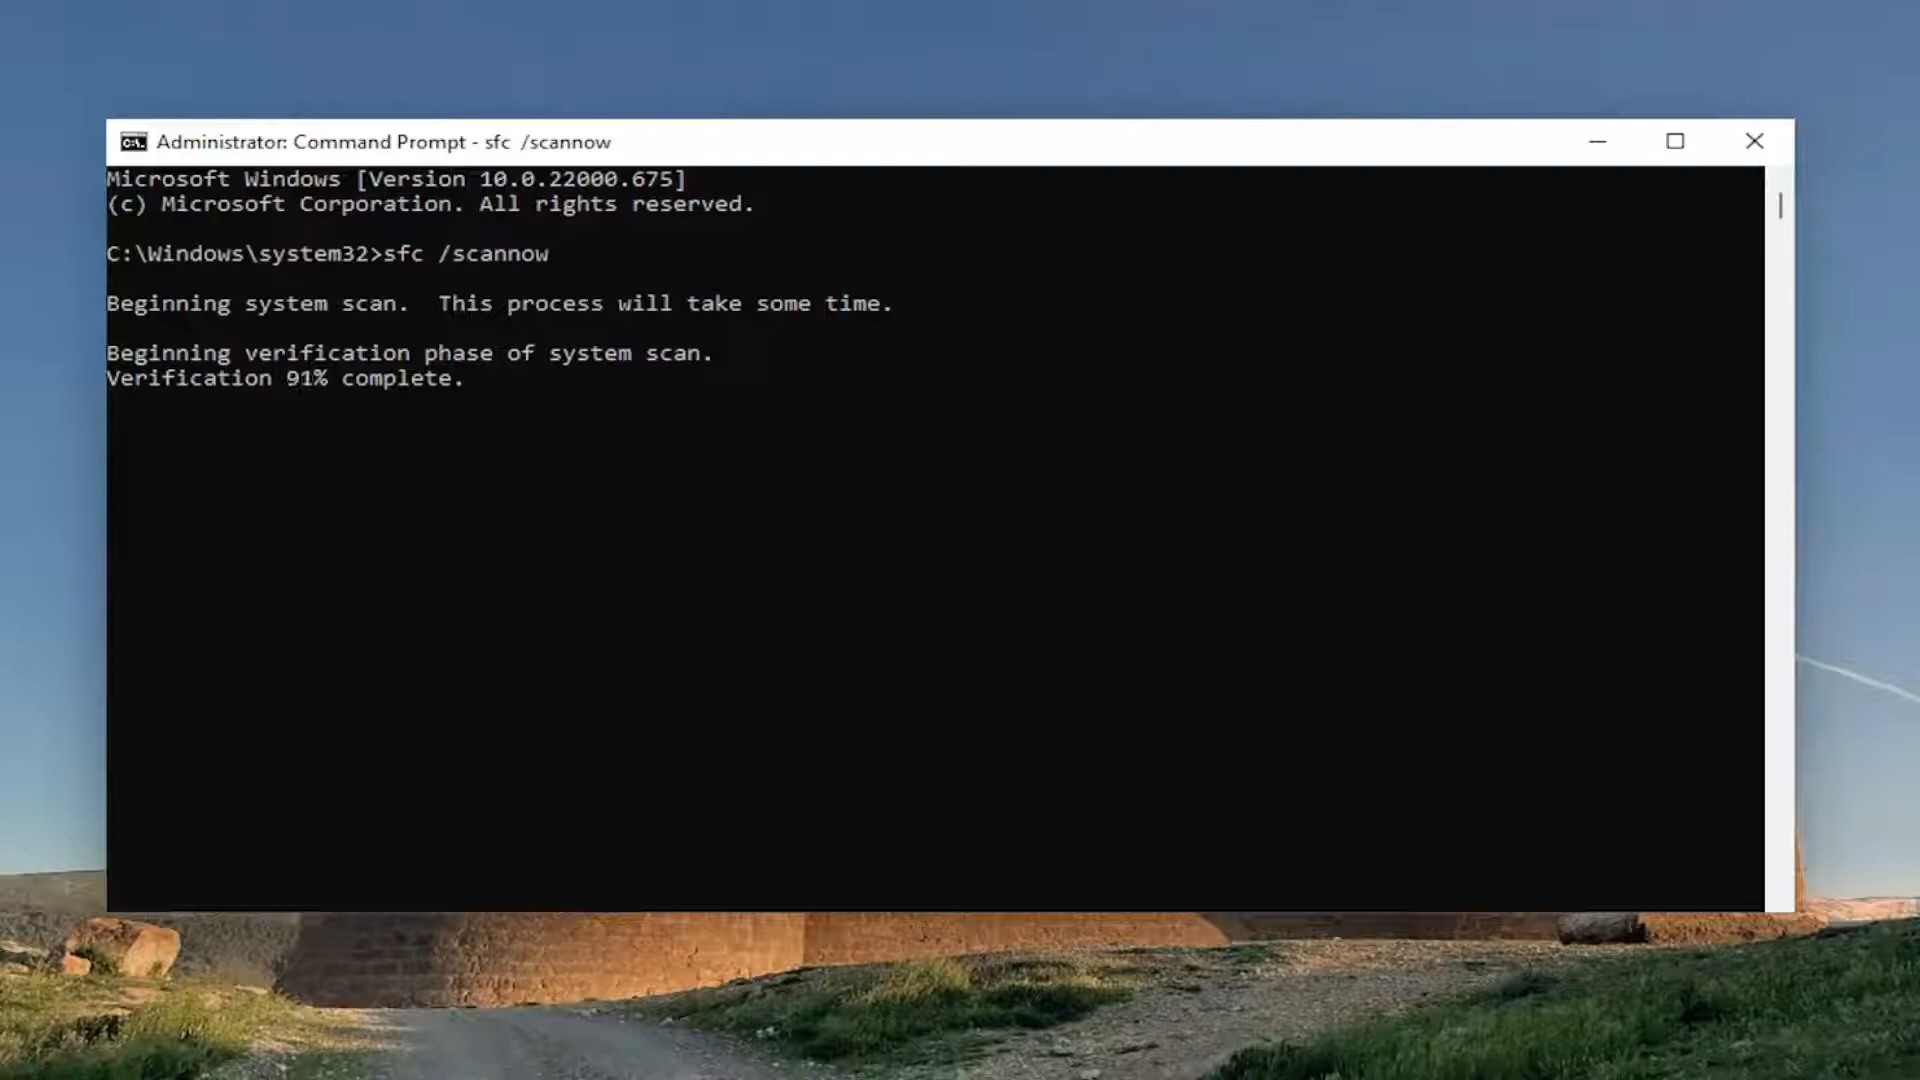 Administrator: Command Prompt - sfc  /scannow
Microsoft Windows [Version 10.0.22000.675]
(c) Microsoft Corporation. All rights reserved.
C:\Windows\system32>sfc /scannow
Beginning system scan.  This process will take some time.
Beginning verification phase of system scan.
Verification 91% complete.